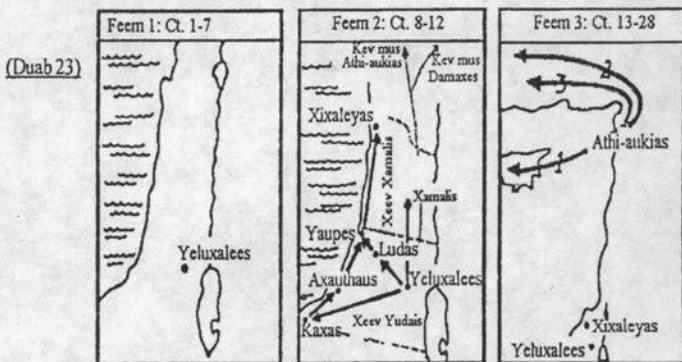 (Duab 23)
Feem 1: Ct. 1-7
Yeluxalees
Feem 2: Ct. 8-12
Kev mus
Athi-aukias
Kev mus
Damaxes
Xixaleyas
Xeev Xamalis
Xamalis
Yaupes
Ludas
Axauthaus
Yeluxalees
Kaxas
Xeev Yudais
Feem 3: Ct. 13-28
2
3
Athi-aukias
1
Xixaleyas
Yeluxalees